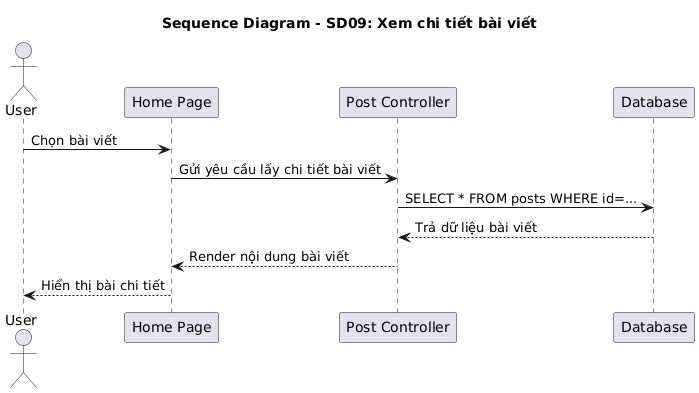 Sequence Diagram - SD09: Xem chi tiết bài viết
User
Home Page
Post Controller
Database
Chọn bài viết
Gửi yêu cầu lấy chi tiết bài viết
SELECT * FROM posts WHERE id=...
Trả dữ liệu bài viết
Render nội dung bài viết
Hiển thị bài chi tiết
User
Home Page
Post Controller
Database